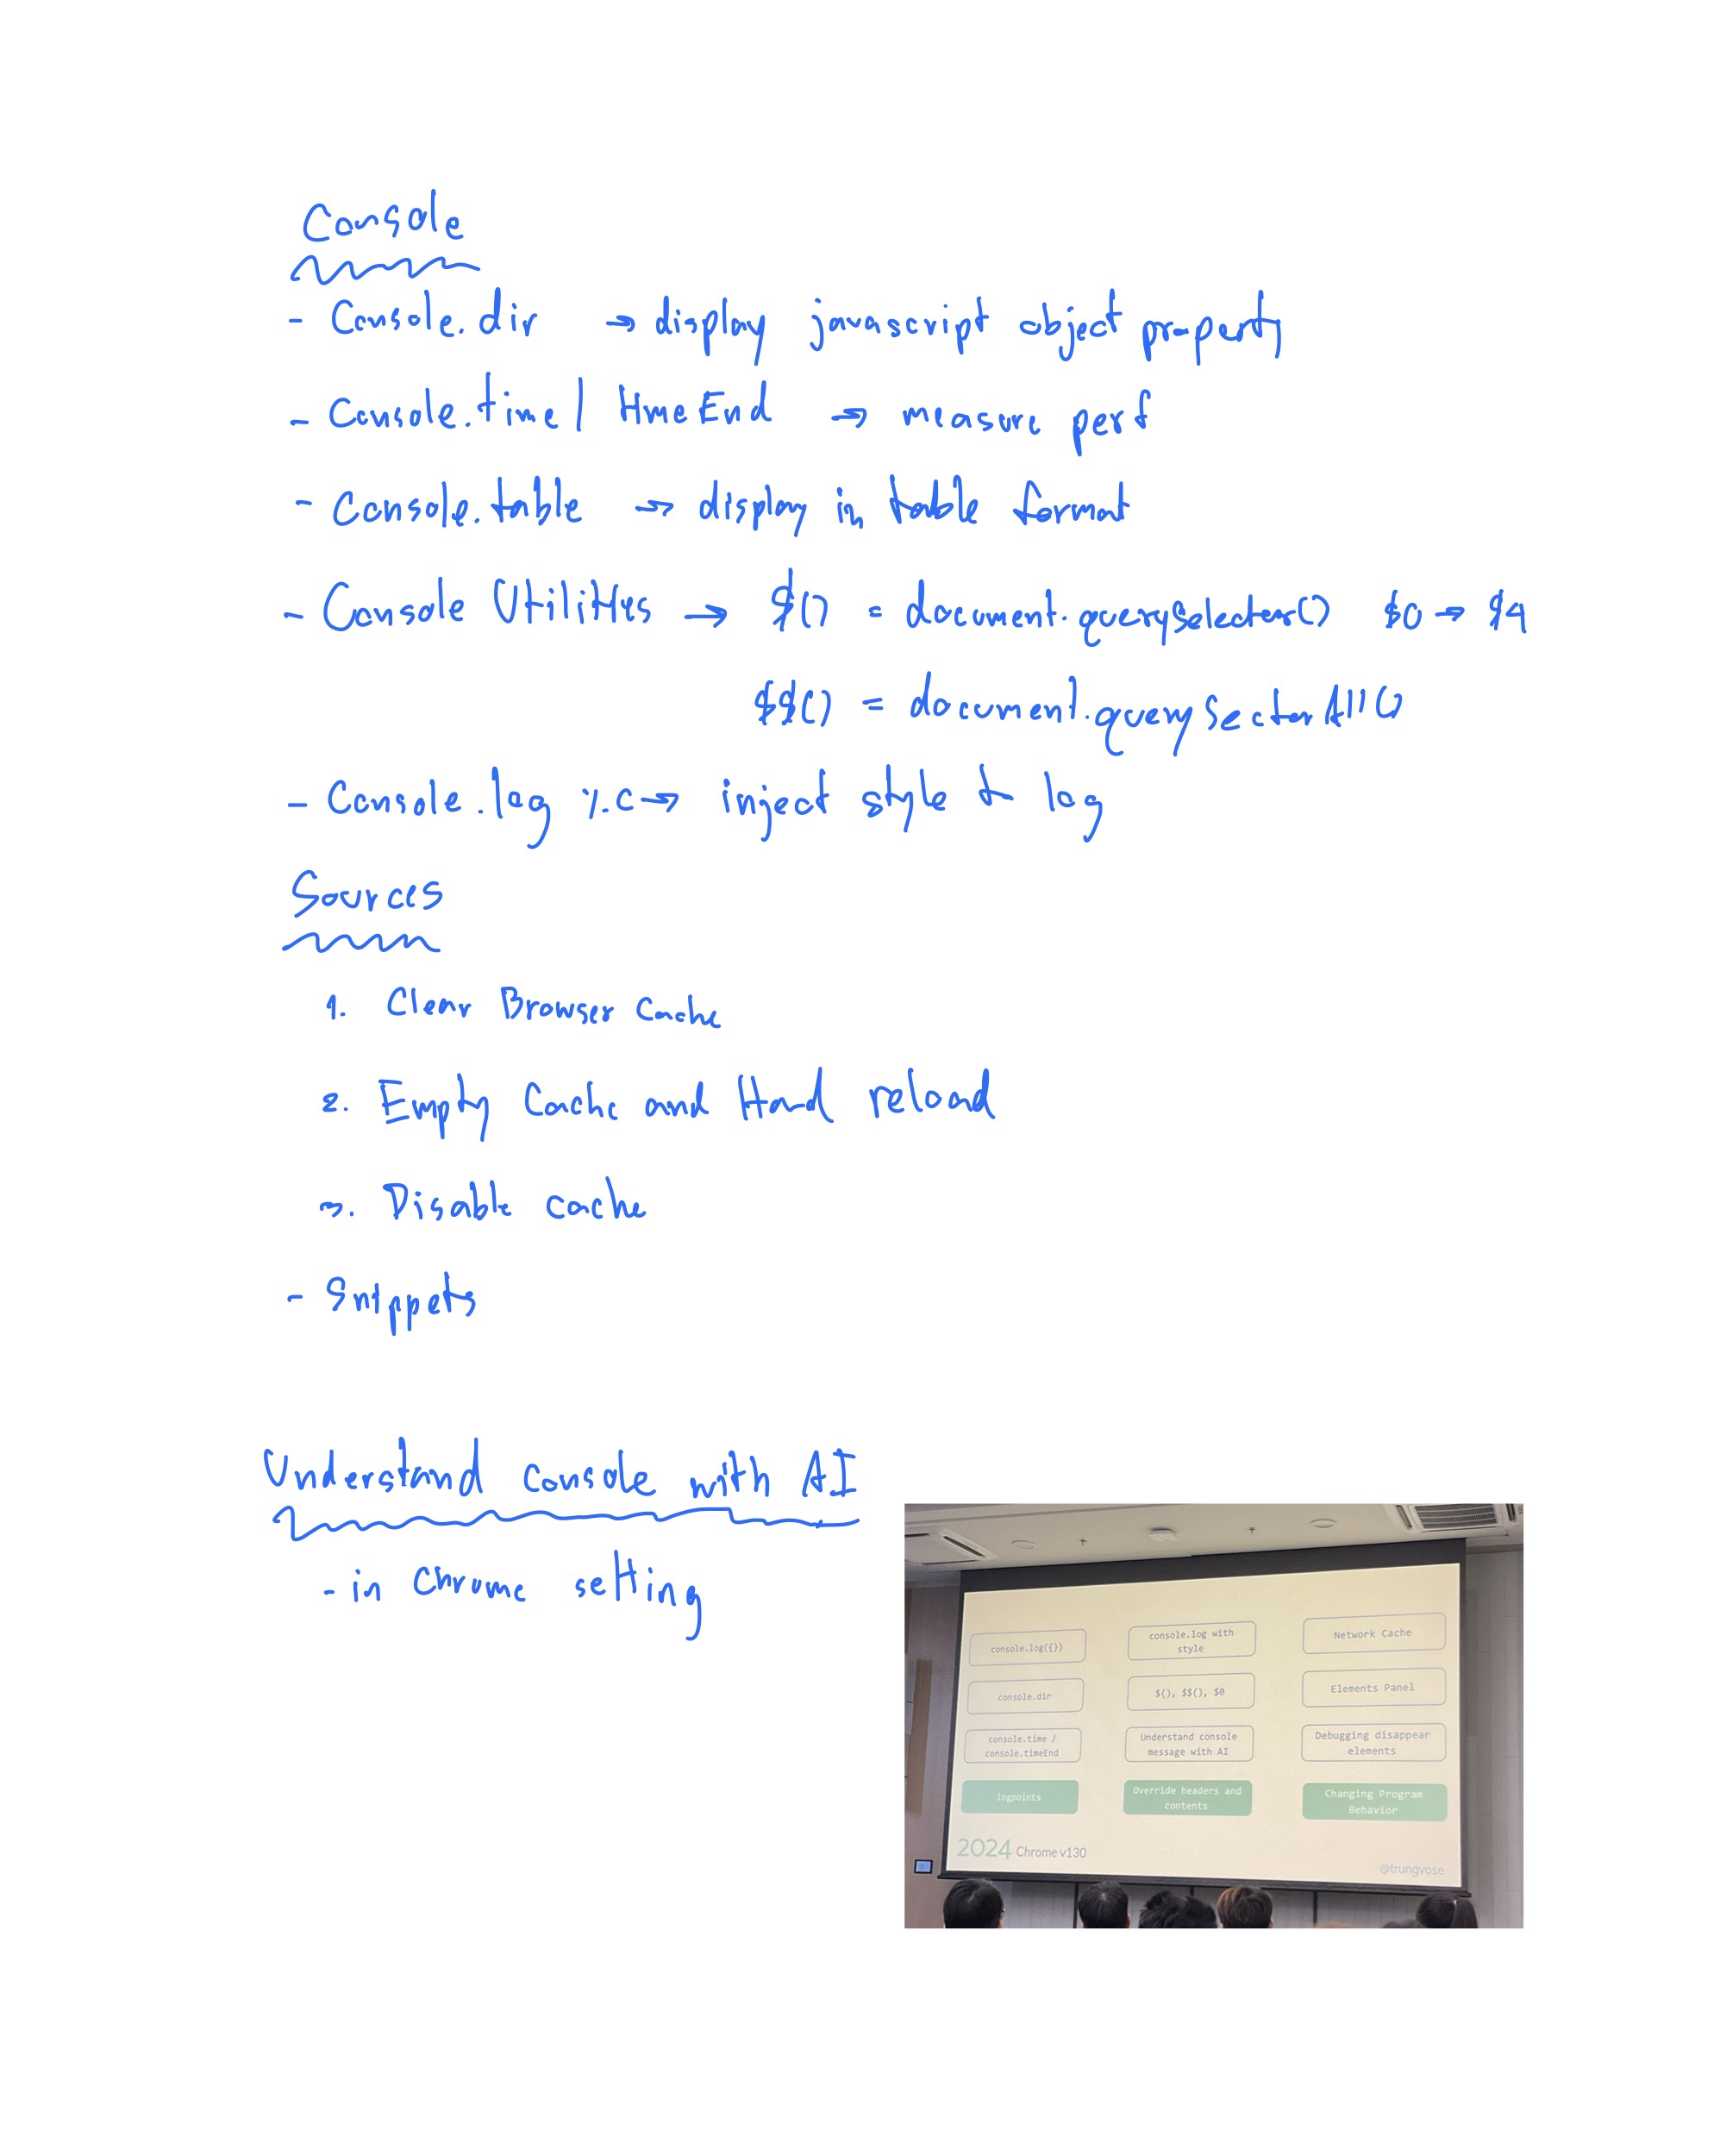 Console
- Console.dir → display javascript object property
- Console.time / timeEnd → measure perf
- Console.table → display in table format
- Console Utilities → $() = document.querySelector() $0 → $4
$$() = document.querySectorAll()
- Console.log %c → inject style to log
Sources
1. Clear Browser Cache
2. Empty Cache and Hard reload
3. Disable cache
- Snippets
Understand console with AI
- in Chrome setting
console.log({})
console.dir
console.time /
console.timeEnd
logpoints
console.log with
style
$(), $$(), $0
Understand console
message with AI
Override headers and
contents
Network Cache
Elements Panel
Debugging disappear
elements
Changing Program
Behavior
2024 Chrome v130
@trungvose